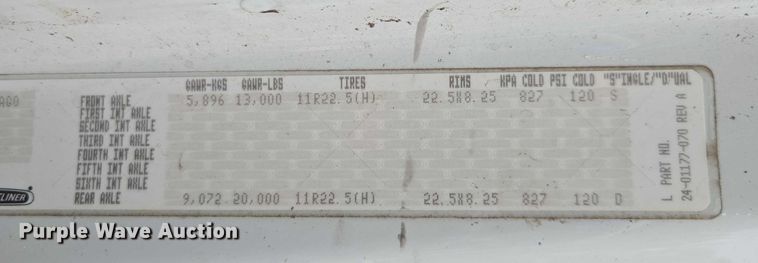 GAWR-KGS GAWR-LBS TIRES RIMS KPA COLD PSI COLD "S"INGLE/"D"UAL
AGO FRONT AXLE 5,896 13,000 11R22.5(H) 22.5X8.25 827 120 S
FIRST INT AXLE
SECOND INT AXLE
THIRD INT AXLE
FOURTH INT AXLE
FIFTH INT AXLE
SIXTH INT AXLE
REAR AXLE 9,072 20,000 11R22.5(H) 22.5X8.25 827 120 D
TLINER
L PART NO.
24-01177-070 REV A
Purple Wave Auction